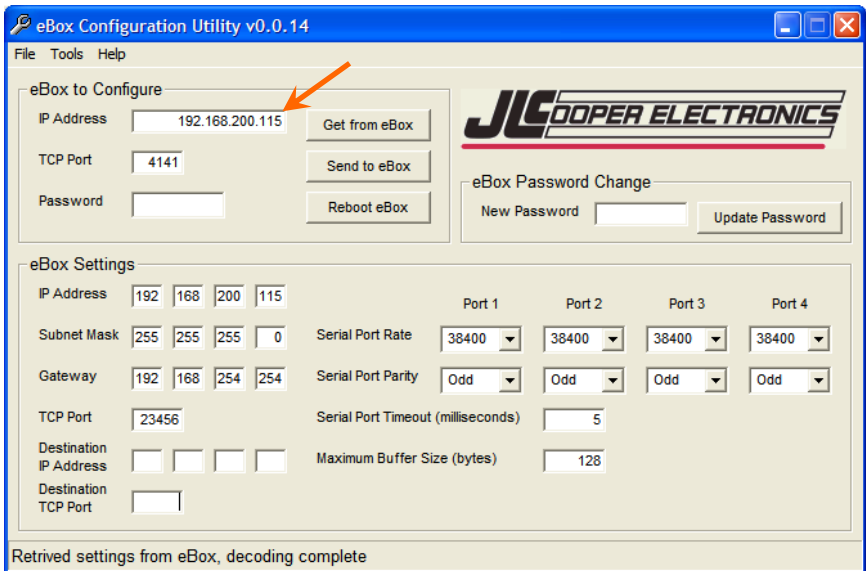 eBox Configuration Utility v0.0.14
File Tools Help
eBox to Configure
IP Address 192.168.200.115 Get from eBox
TCP Port 4141 Send to eBox
Password Reboot eBox
JLCOOPER ELECTRONICS
eBox Password Change
New Password Update Password
eBox Settings
IP Address 192 168 200 115 Port 1 Port 2 Port 3 Port 4
Subnet Mask 255 255 255 0 Serial Port Rate 38400 38400 38400 38400
Gateway 192 168 254 254 Serial Port Parity Odd Odd Odd Odd
TCP Port 23456 Serial Port Timeout (milliseconds) 5
Destination
IP Address Maximum Buffer Size (bytes) 128
Destination
TCP Port
Retrived settings from eBox, decoding complete